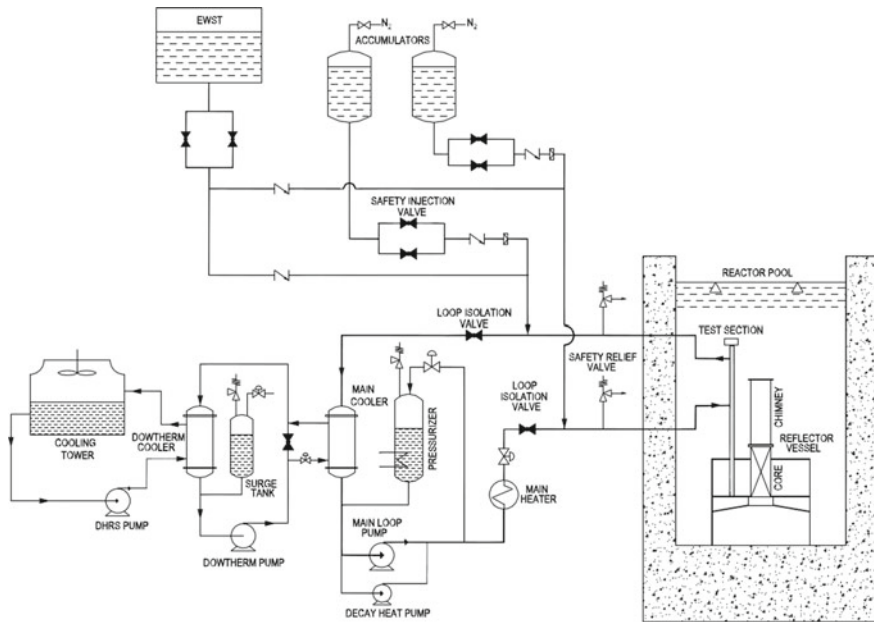 EWST
N₂
N₂
ACCUMULATORS
SAFETY INJECTION
VALVE
REACTOR POOL
LOOP ISOLATION
VALVE
TEST SECTION
SAFETY RELIEF
VALVE
LOOP
ISOLATION
VALVE
MAIN
COOLER
PRESSURIZER
CHIMNEY
REFLECTOR
VESSEL
CORE
COOLING
TOWER
DOWTHERM
COOLER
SURGE
TANK
MAIN
HEATER
DHRS PUMP
MAIN LOOP
PUMP
DOWTHERM PUMP
DECAY HEAT PUMP